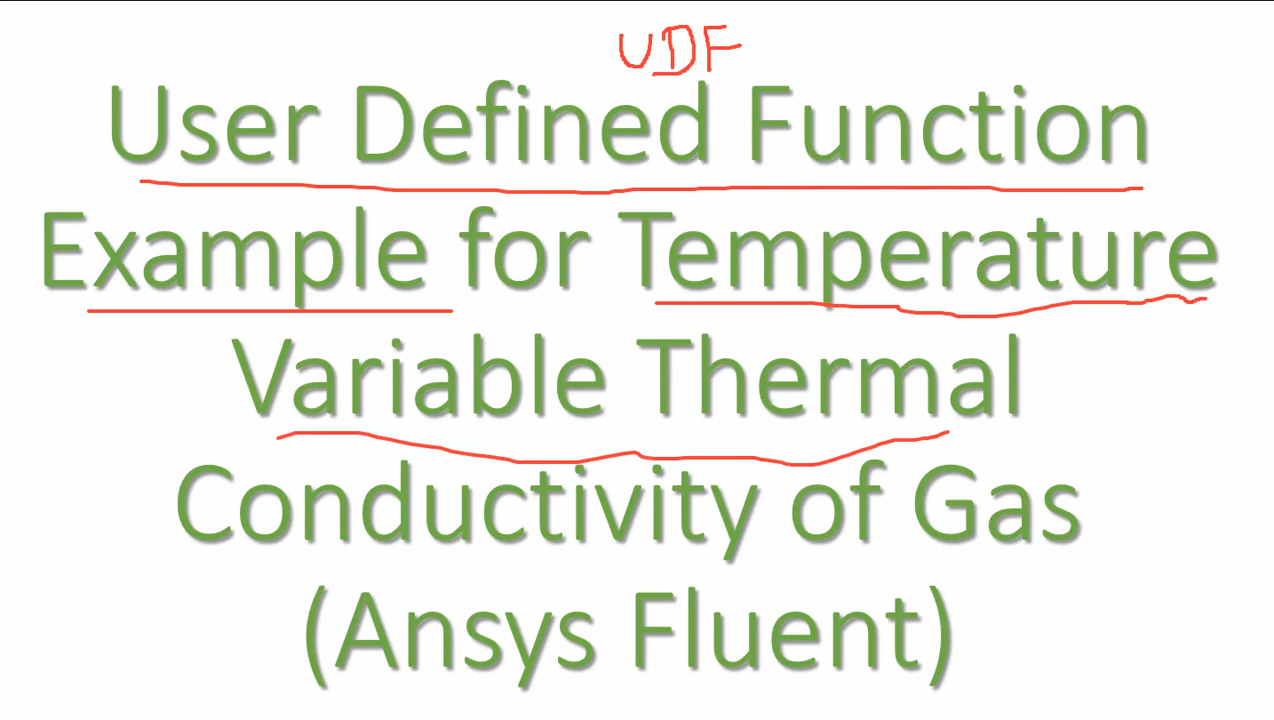 UDF
User Defined Function
Example for Temperature
Variable Thermal
Conductivity of Gas
(Ansys Fluent)